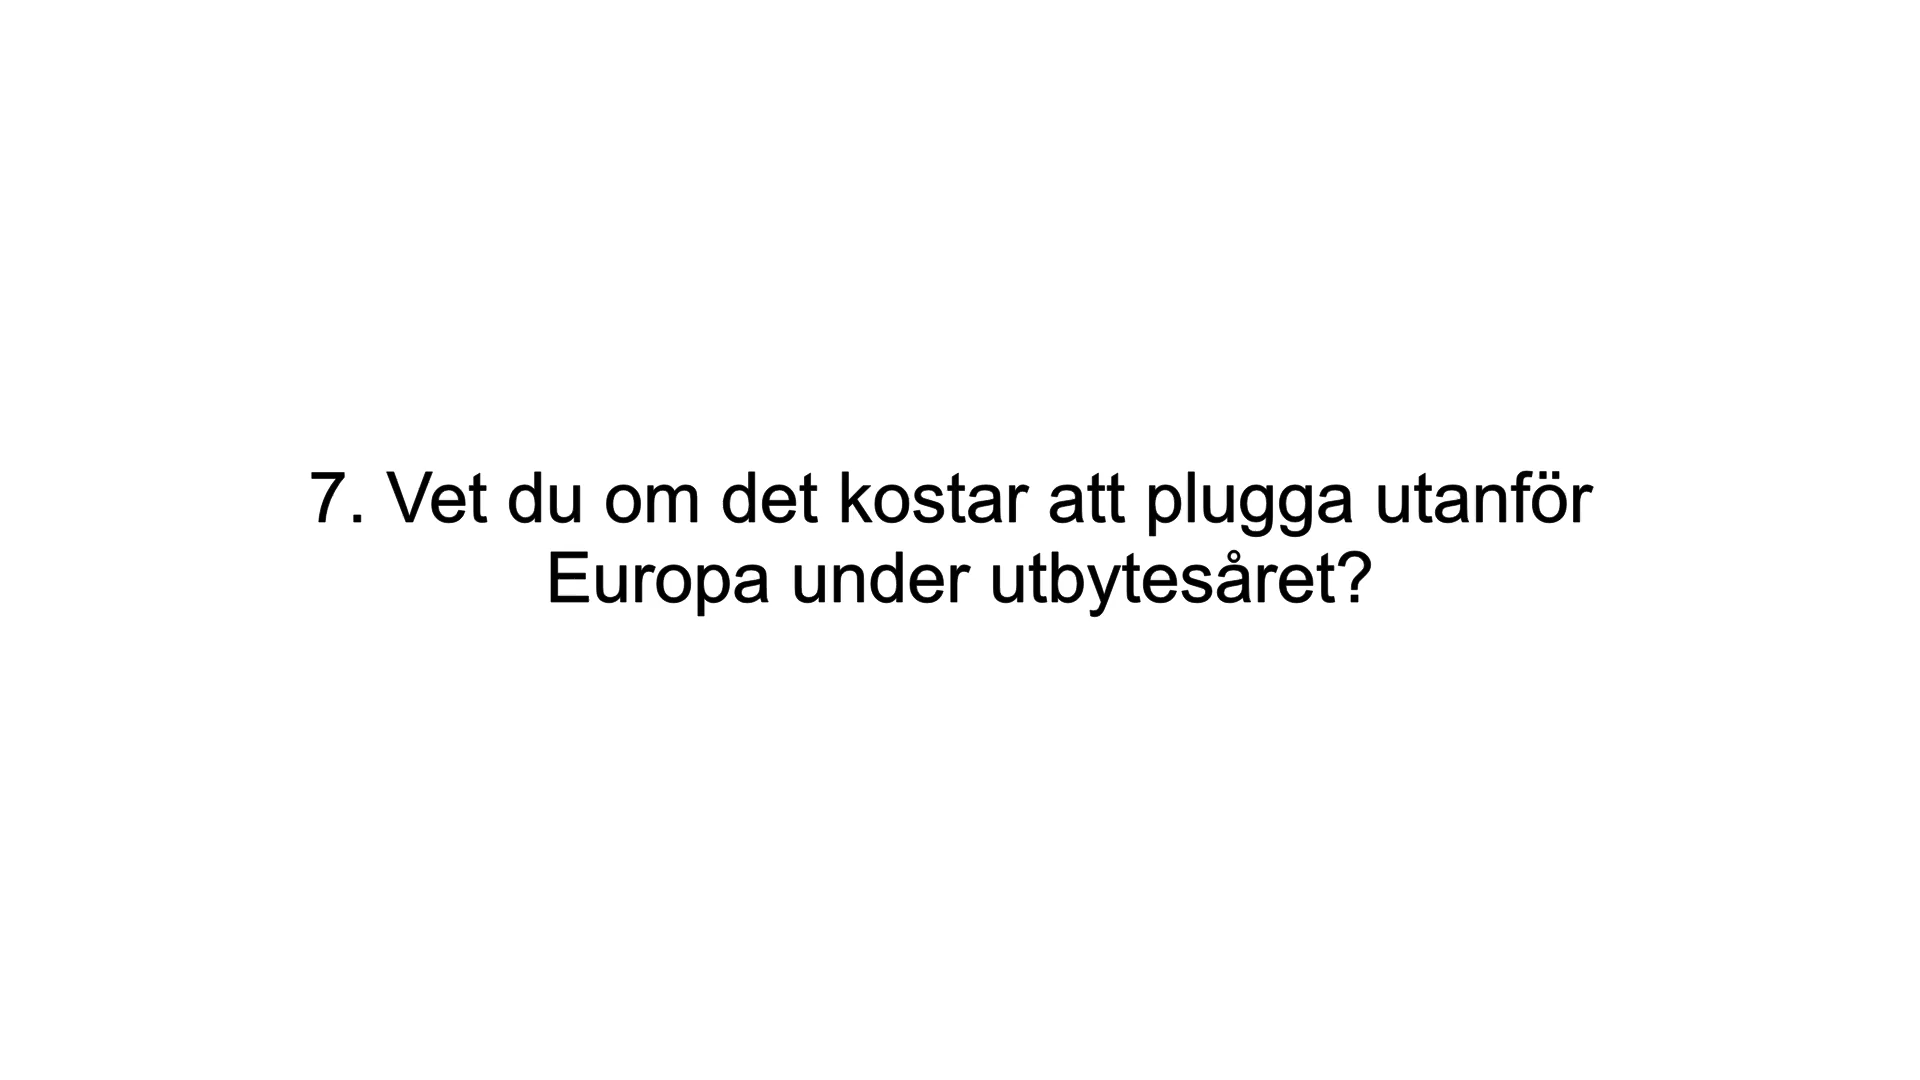 7. Vet du om det kostar att plugga utanför
Europa under utbytesåret?